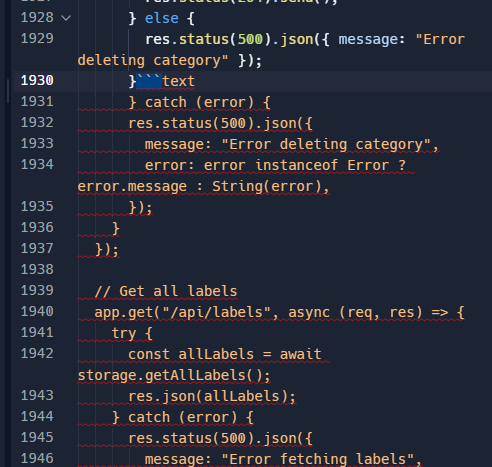 res.status(204).send();
1928 } else {
1929 res.status(500).json({ message: "Error
deleting category" });
1930 }```text
1931 } catch (error) {
1932 res.status(500).json({
1933 message: "Error deleting category",
1934 error: error instanceof Error ?
error.message : String(error),
1935 });
1936 }
1937 });
1938
1939 // Get all labels
1940 app.get("/api/labels", async (req, res) => {
1941 try {
1942 const allLabels = await
storage.getAllLabels();
1943 res.json(allLabels);
1944 } catch (error) {
1945 res.status(500).json({
1946 message: "Error fetching labels",